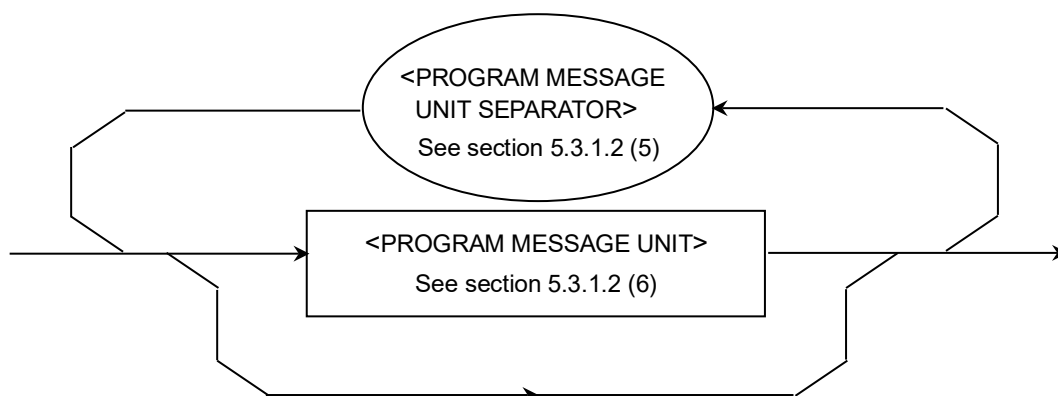 <PROGRAM MESSAGE
UNIT SEPARATOR>
See section 5.3.1.2 (5)
<PROGRAM MESSAGE UNIT>
See section 5.3.1.2 (6)